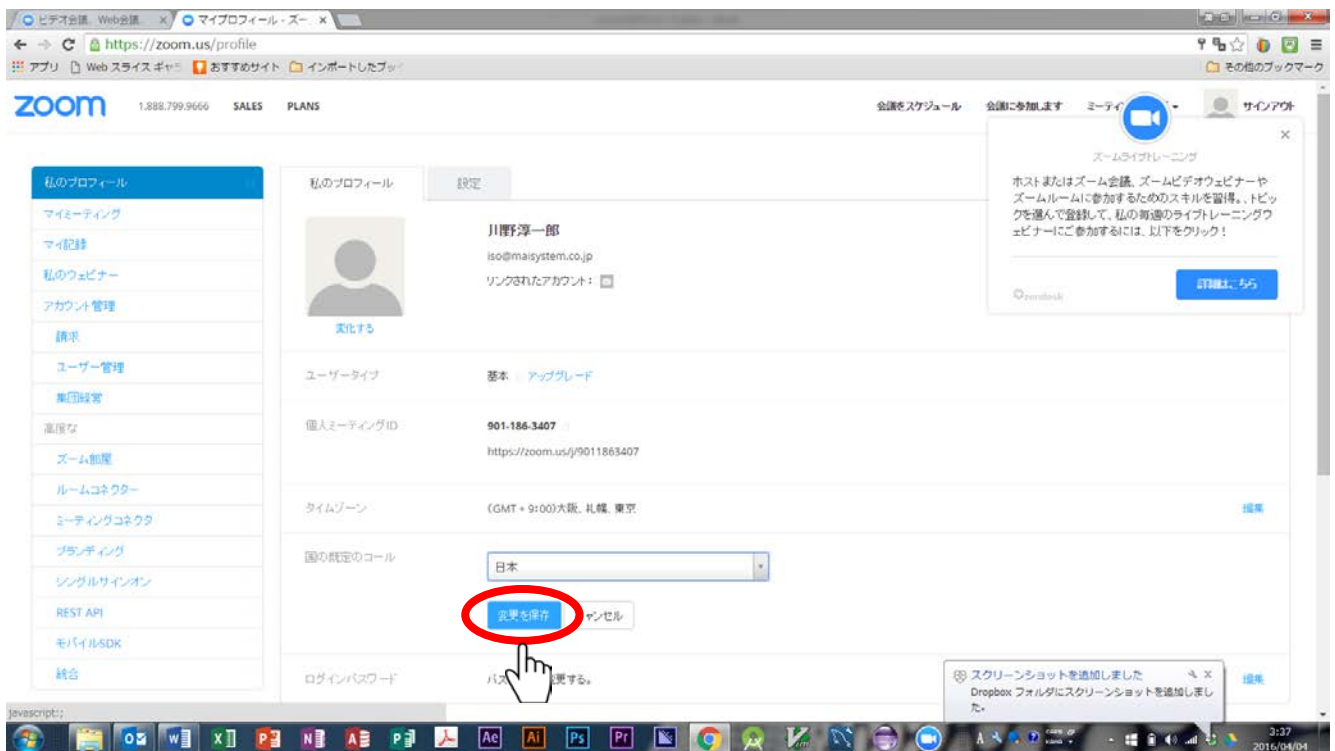 ビデオ会議、Web会議、
マイプロフィール - ズー
https://zoom.us/profile
アプリ Web スライス ギャラ おすすめサイト インポートしたブッ
その他のブックマーク
zoom 1.888.799.9666 SALES PLANS
会議をスケジュール 会議に参加します サインアウト
ズームライブトレーニング
ホストまたはズーム会議、ズームビデオウェビナーや
ズームルームに参加するためのスキルを習得。、トピッ
クを選んで登録して、私の毎週のライブトレーニングウ
ェビナーにご参加するには、以下をクリック！
詳細はこちら
zendesk
私のプロフィール
マイミーティング
マイ記録
私のウェビナー
アカウント管理
請求
ユーザー管理
集団経営
高度な
ズーム部屋
ルームコネクター
ミーティングコネクタ
ブランディング
シングルサインオン
REST API
モバイルSDK
統合
私のプロフィール 設定
川野淳一郎
iso@maisystem.co.jp
リンクされたアカウント：
変化する
ユーザータイプ 基本 アップグレード
個人ミーティングID 901-186-3407
https://zoom.us/j/9011863407
タイムゾーン (GMT + 9:00)大阪、札幌、東京 編集
国の既定のコール 日本
変更を保存 ャンセル
ログインパスワード 更する。 編集
スクリーンショットを追加しました
Dropbox フォルダにスクリーンショットを追加しまし
た。
javascript:;
Ae Ai Ps Pr
3:37
2016/04/04